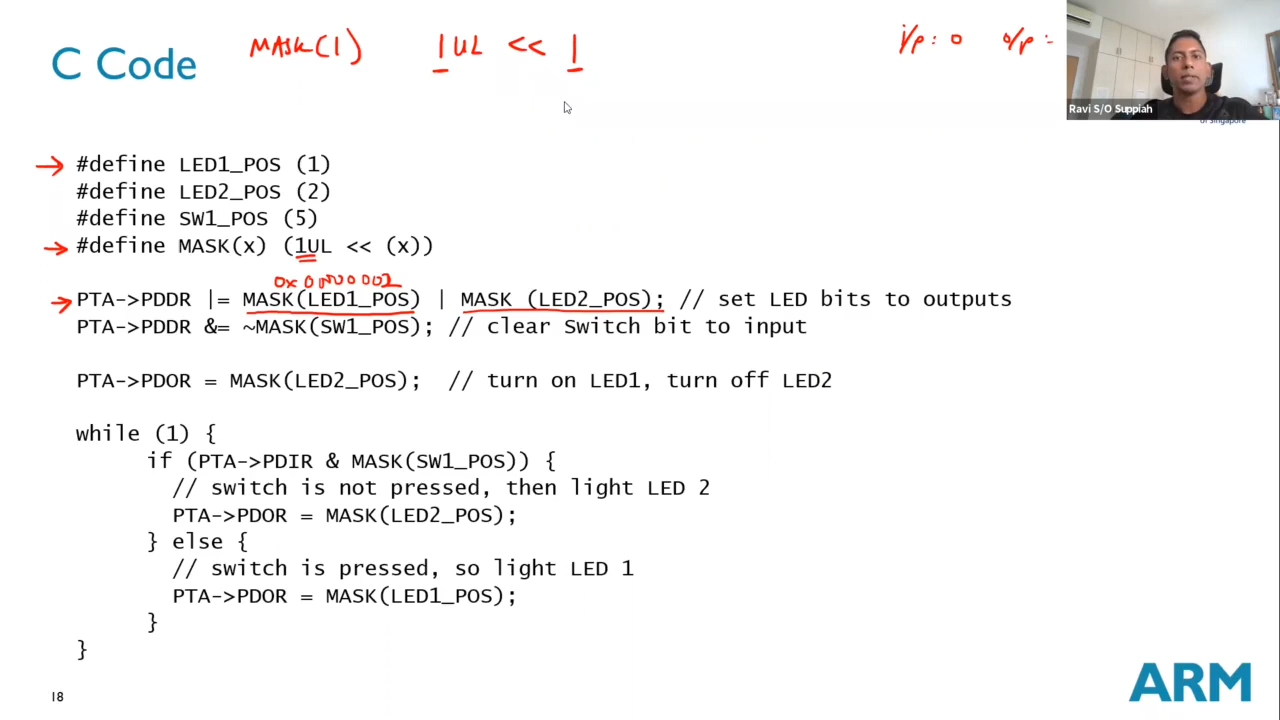 MASK(1) 1UL << 1
i/p: 0 o/p:
C Code
Ravi S/O Suppiah
of Singapore
#define LED1_POS (1)
#define LED2_POS (2)
#define SW1_POS (5)
#define MASK(x) (1UL << (x))
0x00000002
PTA->PDDR |= MASK(LED1_POS) | MASK (LED2_POS); // set LED bits to outputs
PTA->PDDR &= ~MASK(SW1_POS); // clear Switch bit to input
PTA->PDOR = MASK(LED2_POS); // turn on LED1, turn off LED2
while (1) {
if (PTA->PDIR & MASK(SW1_POS)) {
// switch is not pressed, then light LED 2
PTA->PDOR = MASK(LED2_POS);
} else {
// switch is pressed, so light LED 1
PTA->PDOR = MASK(LED1_POS);
}
}
18
ARM